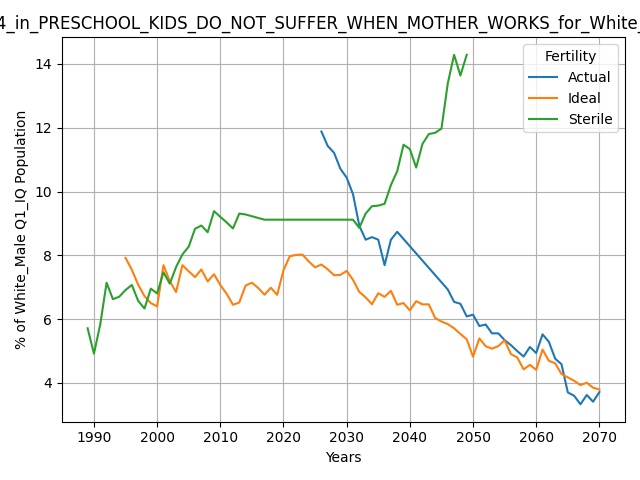 4_in_PRESCHOOL_KIDS_DO_NOT_SUFFER_WHEN_MOTHER_WORKS_for_White_
Fertility
Actual
Ideal
Sterile
% of White_Male Q1_IQ Population
14
12
10
8
6
4
1990
2000
2010
2020
2030
2040
2050
2060
2070
Years